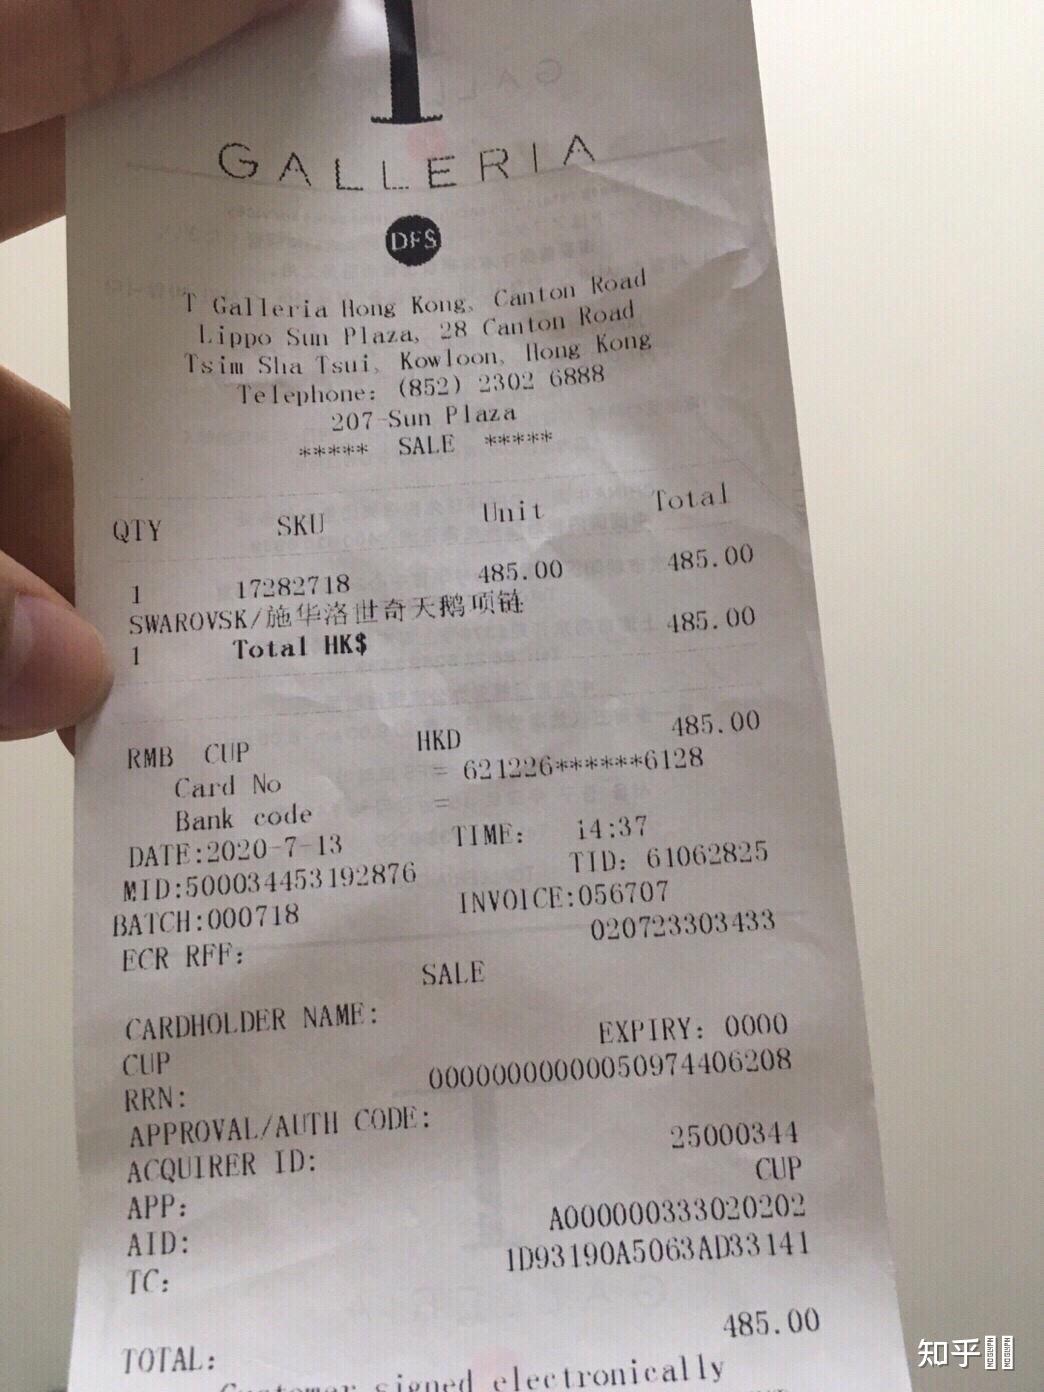 T
GALLERIA
DFS
T Galleria Hong Kong, Canton Road
Lippo Sun Plaza, 28 Canton Road
Tsim Sha Tsui, Kowloon, Hong Kong
Telephone: (852) 2302 6888
207-Sun Plaza
***** SALE *****
QTY SKU Unit Total
1 17282718 485.00 485.00
SWAROVSK/施华洛世奇天鹅项链
1 Total HK$ 485.00
RMB CUP HKD 485.00
Card No = 621226******6128
Bank code =
DATE:2020-7-13 TIME: 14:37
MID:500034453192876 TID: 61062825
BATCH:000718 INVOICE:056707
ECR RFF: 020723303433
SALE
CARDHOLDER NAME:
CUP EXPIRY: 0000
RRN: 00000000000050974406208
APPROVAL/AUTH CODE:
ACQUIRER ID: 25000344
APP: CUP
AID: A000000333020202
TC: 1D93190A5063AD33141
TOTAL: 485.00
Customer signed electronically
知乎